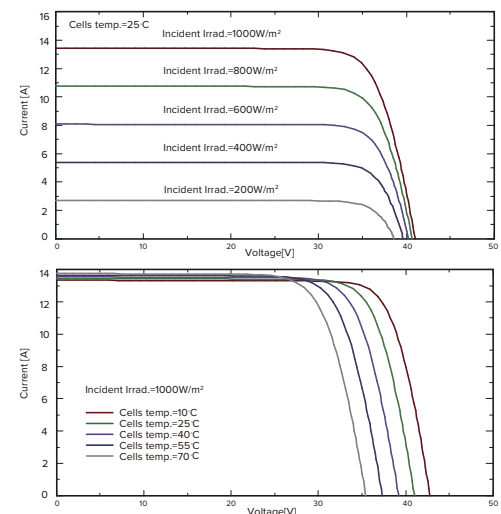 16
14
12
10
8
6
4
2
0
Current [A]
Cells temp.=25°C
Incident Irrad.=1000W/m²
Incident Irrad.=800W/m²
Incident Irrad.=600W/m²
Incident Irrad.=400W/m²
Incident Irrad.=200W/m²
0 10 20 30 40 50
Voltage[V]
14
12
10
8
6
4
2
0
Current [A]
Incident Irrad.=1000W/m²
Cells temp.=10°C
Cells temp.=25°C
Cells temp.=40°C
Cells temp.=55°C
Cells temp.=70°C
0 10 20 30 40 50
Voltage[V]